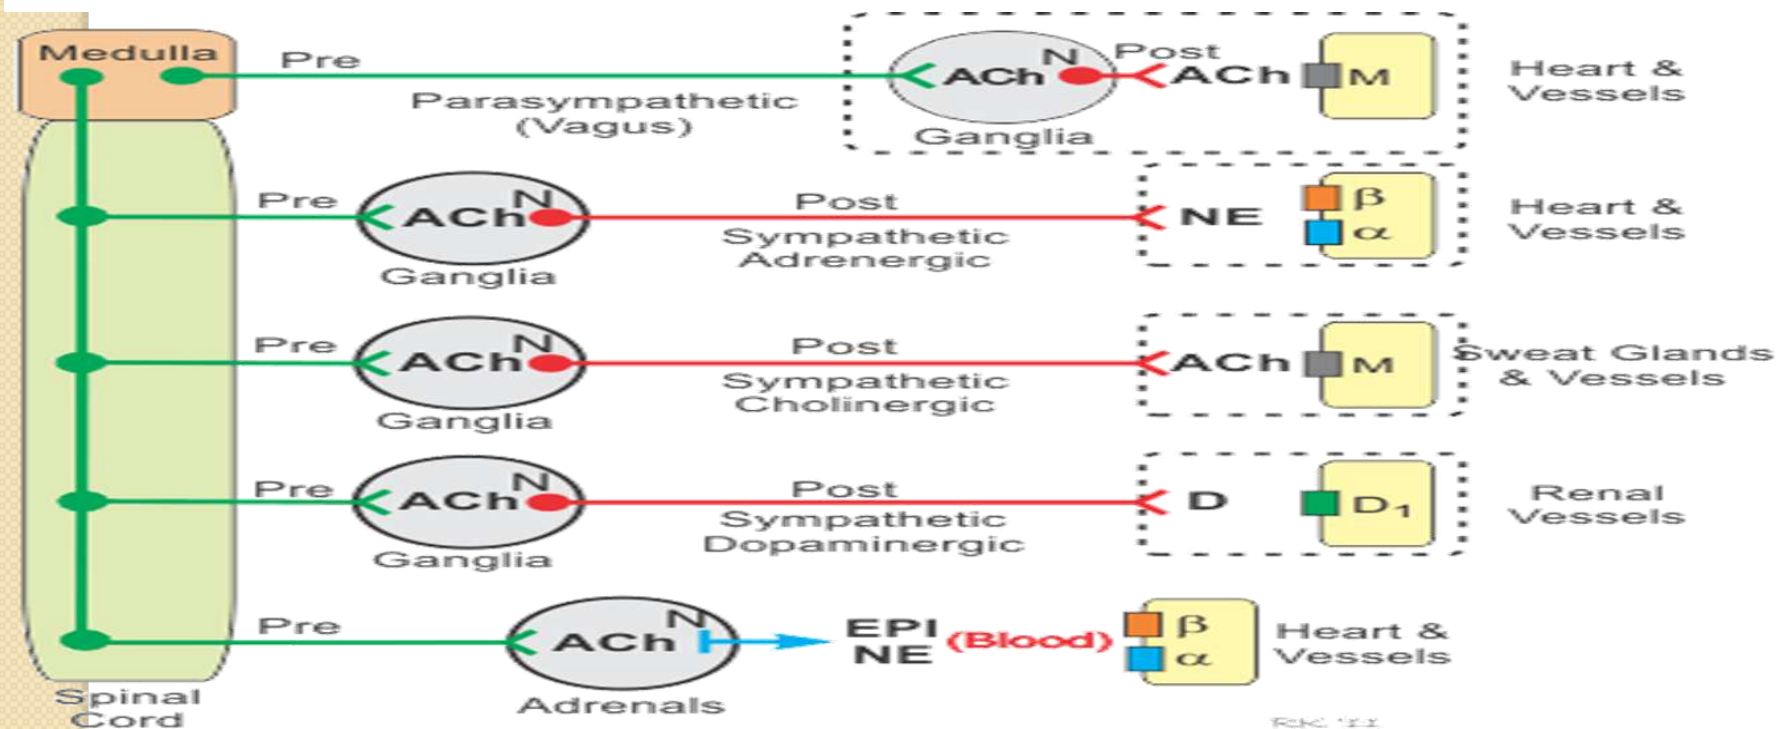 Medulla
Pre
Parasympathetic
(Vagus)
ACh
N
Ganglia
Post
ACh
M
Heart &
Vessels
Pre
ACh
N
Ganglia
Post
Sympathetic
Adrenergic
NE
β
α
Heart &
Vessels
Pre
ACh
N
Ganglia
Post
Sympathetic
Cholinergic
ACh
M
Sweat Glands
& Vessels
Pre
ACh
N
Ganglia
Post
Sympathetic
Dopaminergic
D
D₁
Renal
Vessels
Pre
ACh
N
Adrenals
EPI
NE
(Blood)
β
α
Heart &
Vessels
Spinal
Cord